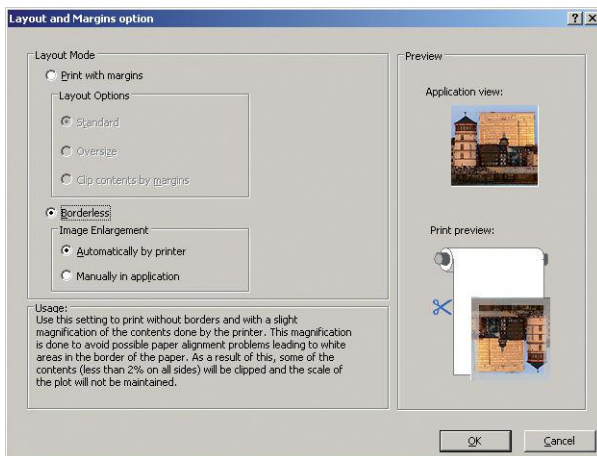 Layout and Margins option
Layout Mode
Print with margins
Layout Options
Standard
Oversize
Clip contents by margins
Borderless
Image Enlargement
Automatically by printer
Manually in application
Usage:
Use this setting to print without borders and with a slight
magnification of the contents done by the printer. This magnification
is done to avoid possible paper alignment problems leading to white
areas in the border of the paper. As a result of this, some of the
contents (less than 2% on all sides) will be clipped and the scale of
the plot will not be maintained.
Preview
Application view:
Print preview:
OK
Cancel